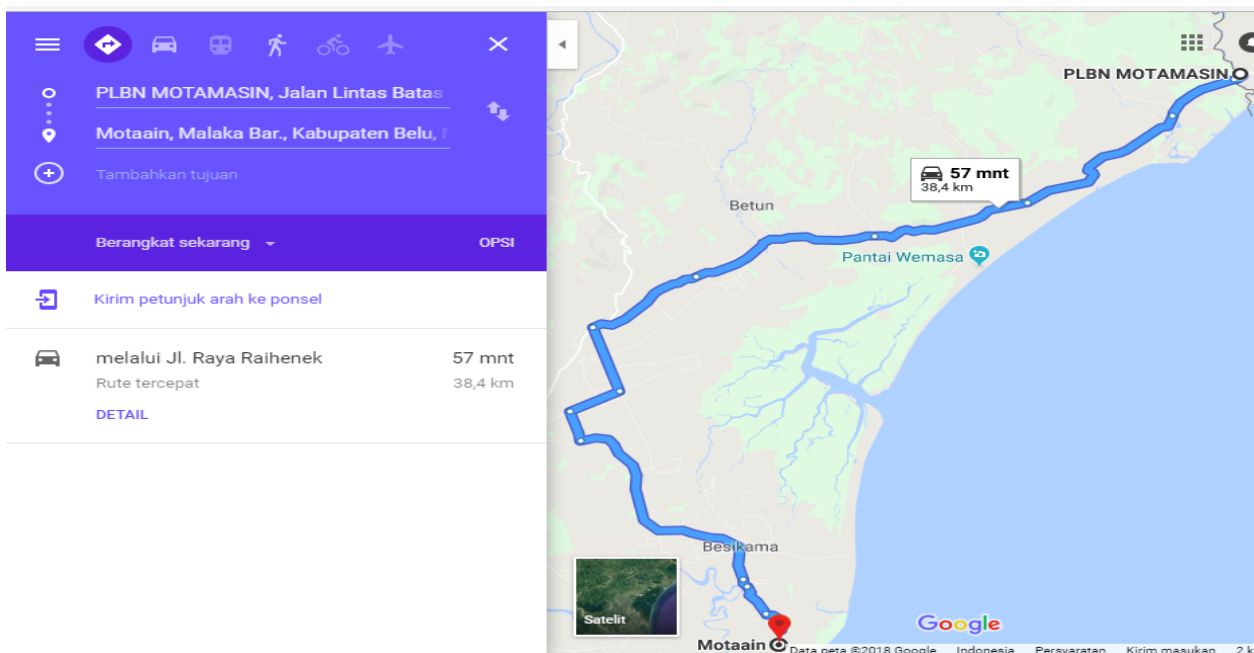 PLBN MOTAMASIN, Jalan Lintas Batas
Motaain, Malaka Bar., Kabupaten Belu,
Tambahkan tujuan
Berangkat sekarang
OPSI
Kirim petunjuk arah ke ponsel
melalui Jl. Raya Raihenek
57 mnt
Rute tercepat
38,4 km
DETAIL
PLBN MOTAMASIN
57 mnt
38,4 km
Betun
Pantai Wemasa
Besikama
Satelit
Google
Motaain
Data peta ©2018 Google Indonesia Persyaratan Kirim masukan 2 k